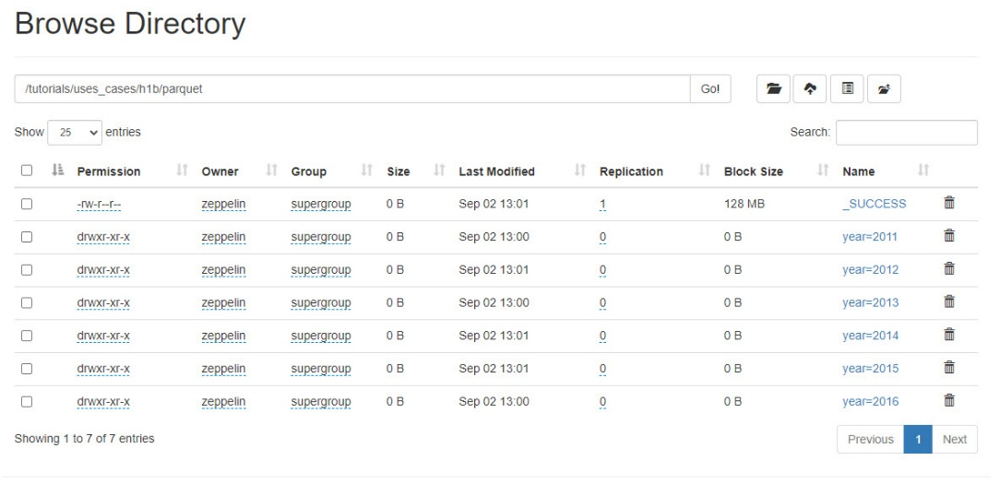 Browse Directory
/tutorials/uses_cases/h1b/parquet Go!
Show 25 entries Search:
Permission Owner Group Size Last Modified Replication Block Size Name
-rw-r--r-- zeppelin supergroup 0 B Sep 02 13:01 1 128 MB _SUCCESS
drwxr-xr-x zeppelin supergroup 0 B Sep 02 13:00 0 0 B year=2011
drwxr-xr-x zeppelin supergroup 0 B Sep 02 13:01 0 0 B year=2012
drwxr-xr-x zeppelin supergroup 0 B Sep 02 13:00 0 0 B year=2013
drwxr-xr-x zeppelin supergroup 0 B Sep 02 13:01 0 0 B year=2014
drwxr-xr-x zeppelin supergroup 0 B Sep 02 13:01 0 0 B year=2015
drwxr-xr-x zeppelin supergroup 0 B Sep 02 13:00 0 0 B year=2016
Showing 1 to 7 of 7 entries Previous 1 Next